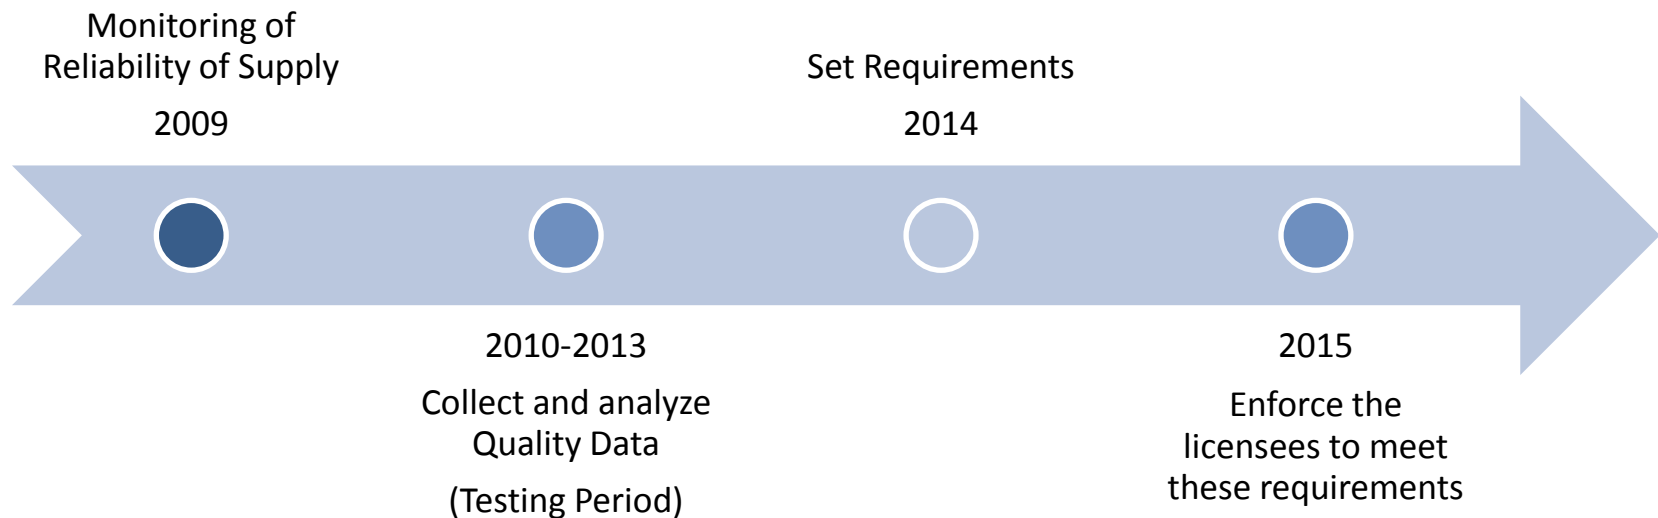 Monitoring of
Reliability of Supply
2009
Set Requirements
2014
2010-2013
Collect and analyze
Quality Data
(Testing Period)
2015
Enforce the
licensees to meet
these requirements